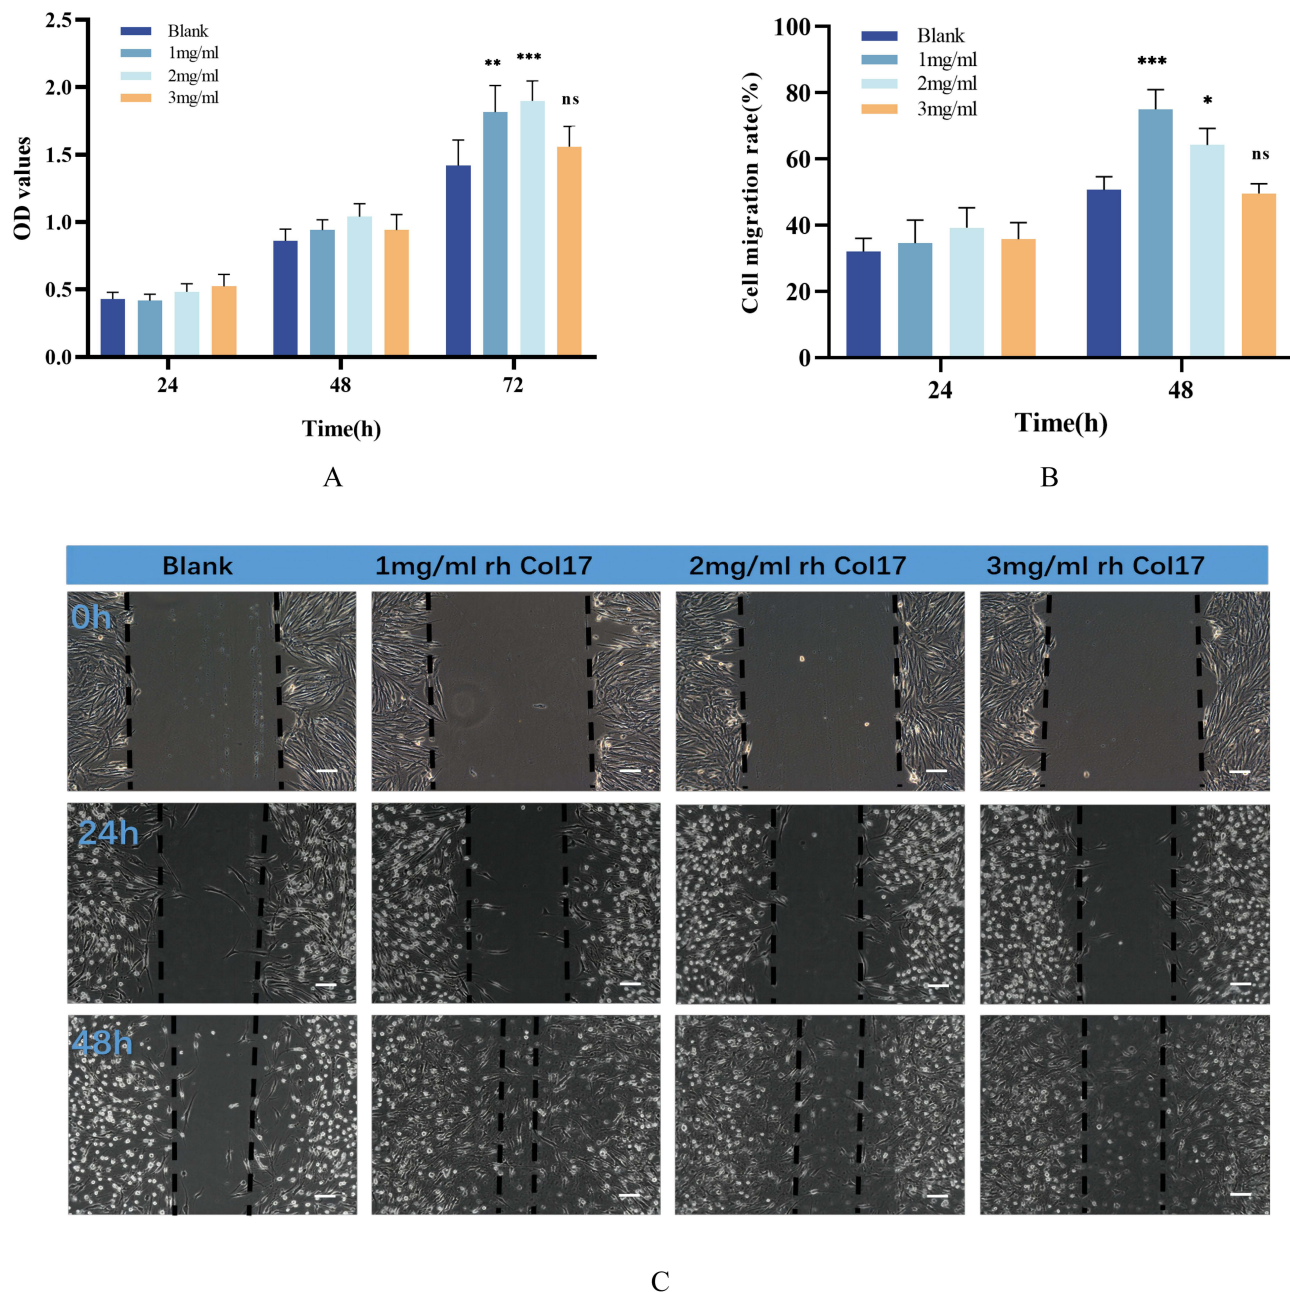 2.5
2.0
1.5
1.0
0.5
0.0
OD values
Blank
1mg/ml
2mg/ml
3mg/ml
** *** ns
24 48 72
Time(h)
A
100
80
60
40
20
0
Cell migration rate(%)
Blank
1mg/ml
2mg/ml
3mg/ml
***
*
ns
24 48
Time(h)
B
Blank 1mg/ml rh Col17 2mg/ml rh Col17 3mg/ml rh Col17
0h
24h
48h
C